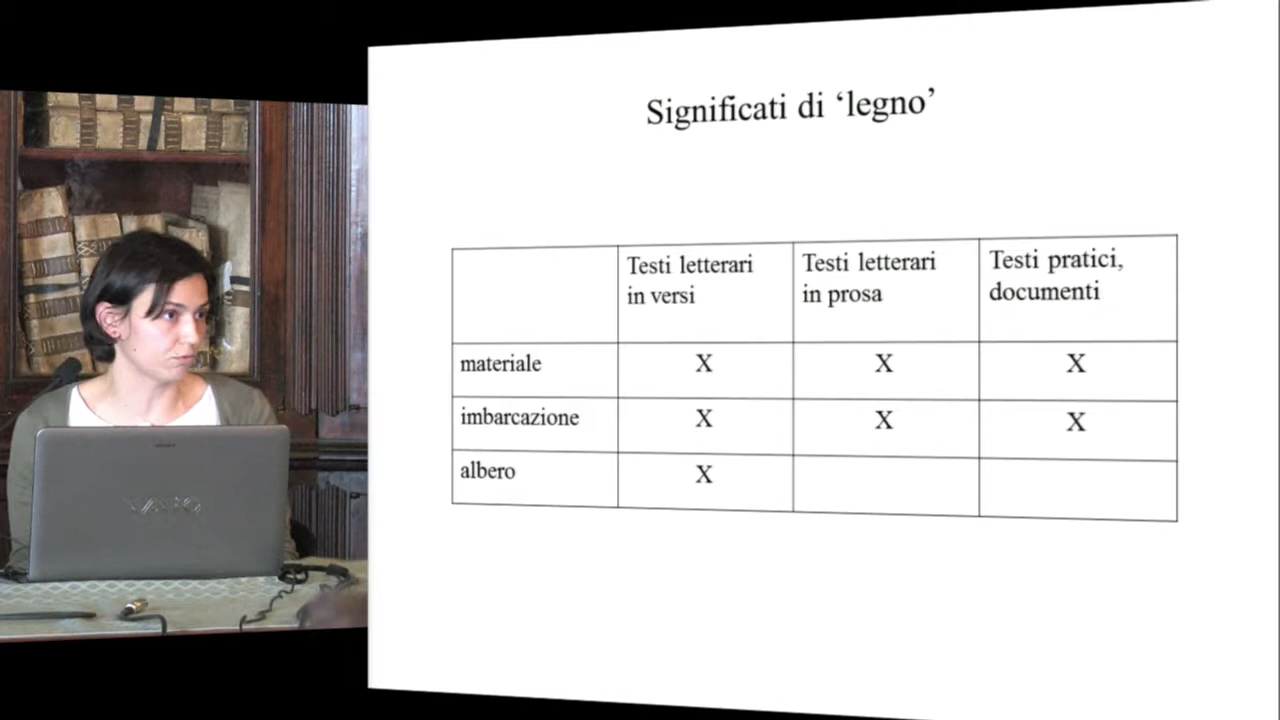 Significati di ‘legno’
Testi letterari
in versi
Testi letterari
in prosa
Testi pratici,
documenti
materiale X X X
imbarcazione X X X
albero X
VAIO